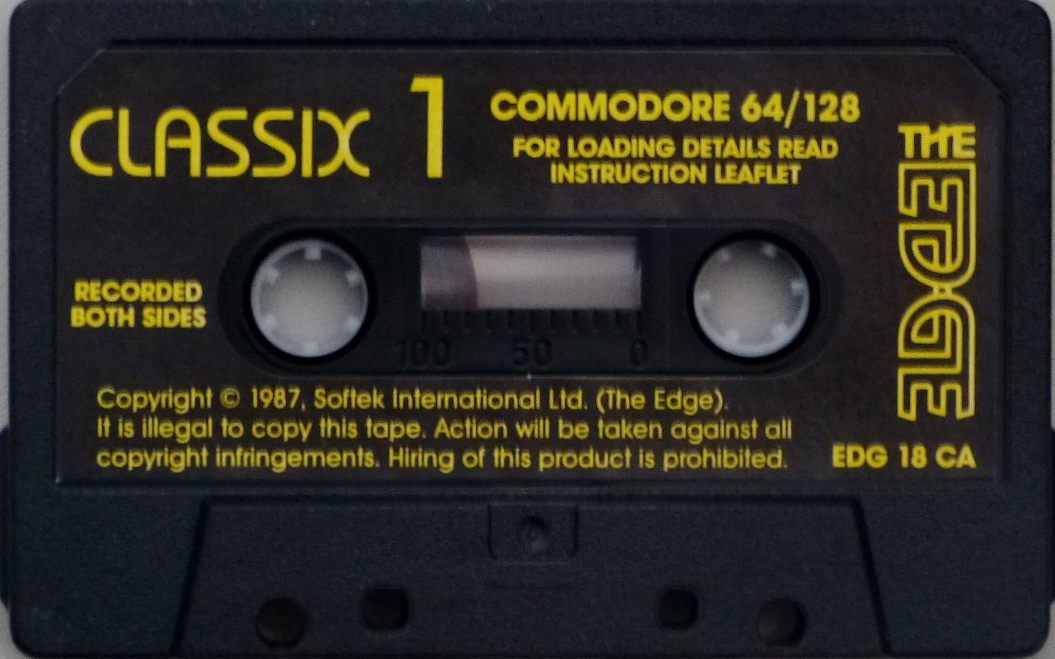 CLASSIX 1
COMMODORE 64/128
FOR LOADING DETAILS READ
INSTRUCTION LEAFLET
THE
EDGE
RECORDED
BOTH SIDES
100 50 0
Copyright © 1987, Softek International Ltd. (The Edge).
It is illegal to copy this tape. Action will be taken against all
copyright infringements. Hiring of this product is prohibited.
EDG 18 CA